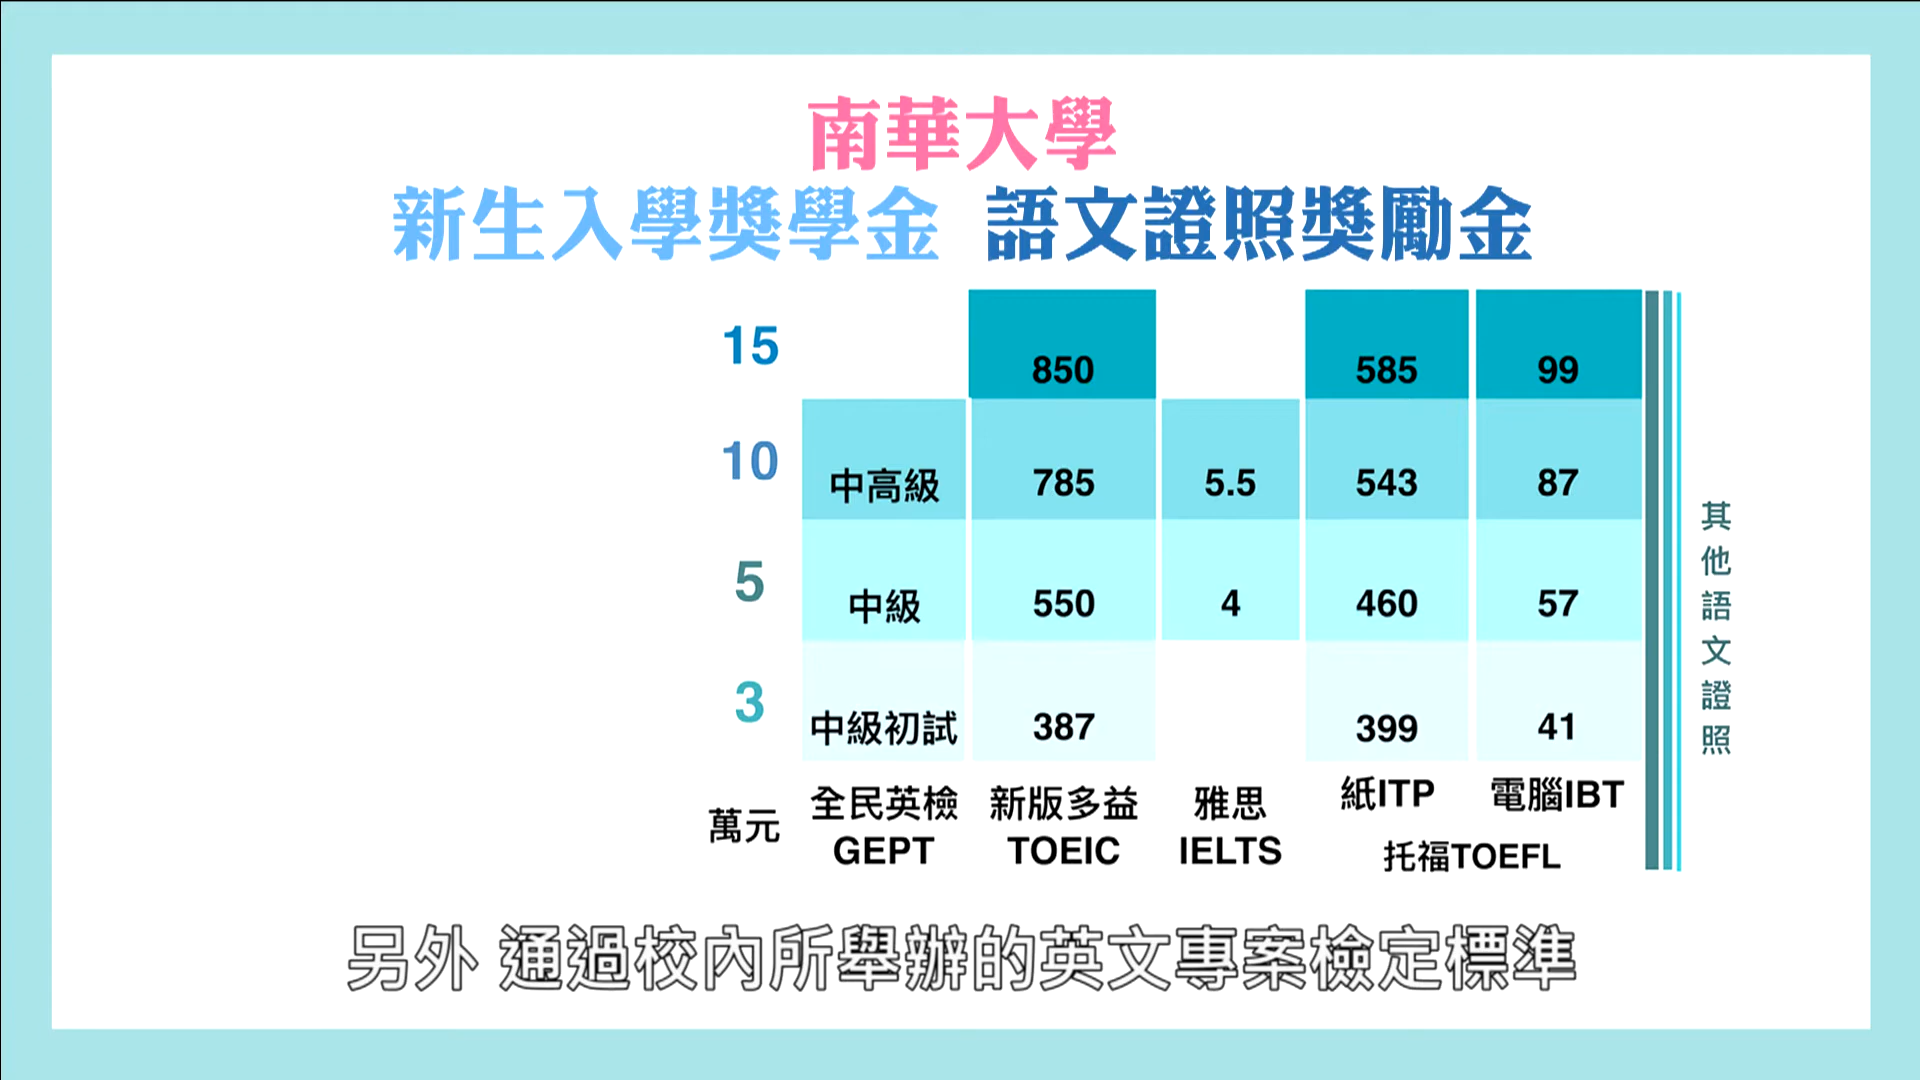 南華大學
新生入學獎學金 語文證照獎勵金
15 850 585 99
10 中高級 785 5.5 543 87
5 中級 550 4 460 57
3 中級初試 387 399 41
萬元 全民英檢 新版多益 雅思 紙ITP 電腦IBT
GEPT TOEIC IELTS 托福TOEFL
其他語文證照
另外 通過校內所舉辦的英文專案檢定標準